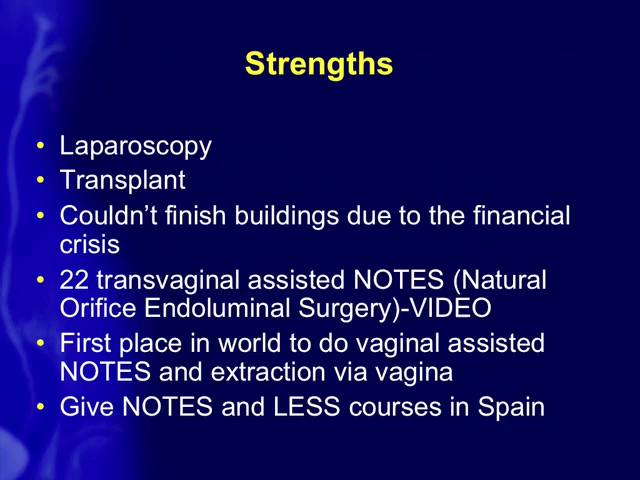 Strengths
• Laparoscopy
• Transplant
• Couldn’t finish buildings due to the financial
crisis
• 22 transvaginal assisted NOTES (Natural
Orifice Endoluminal Surgery)-VIDEO
• First place in world to do vaginal assisted
NOTES and extraction via vagina
• Give NOTES and LESS courses in Spain